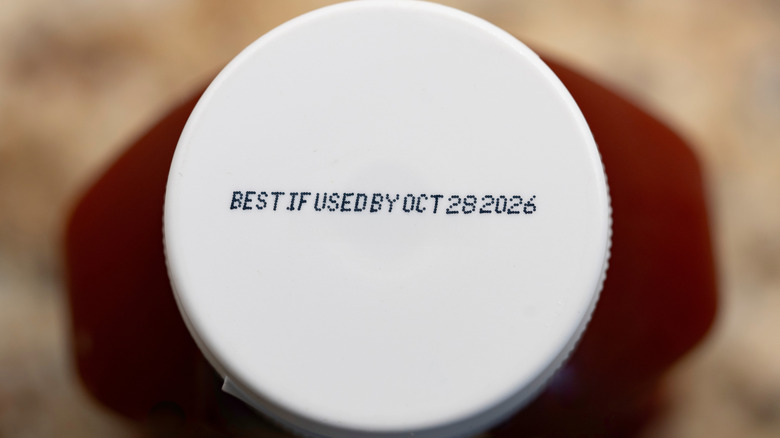 BEST IF USED BY OCT 28 2026